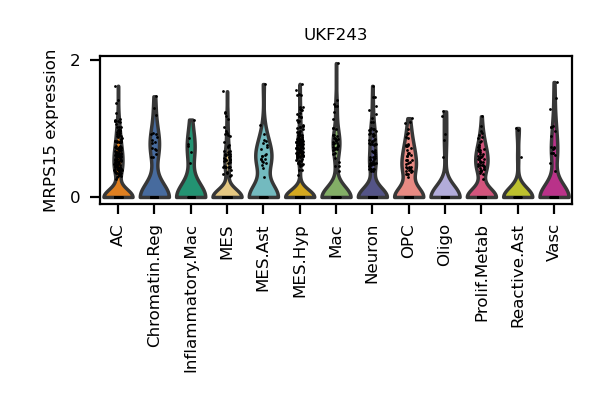 UKF243
MRPS15 expression
2
0
AC
Chromatin.Reg
Inflammatory.Mac
MES
MES.Ast
MES.Hyp
Mac
Neuron
OPC
Oligo
Prolif.Metab
Reactive.Ast
Vasc